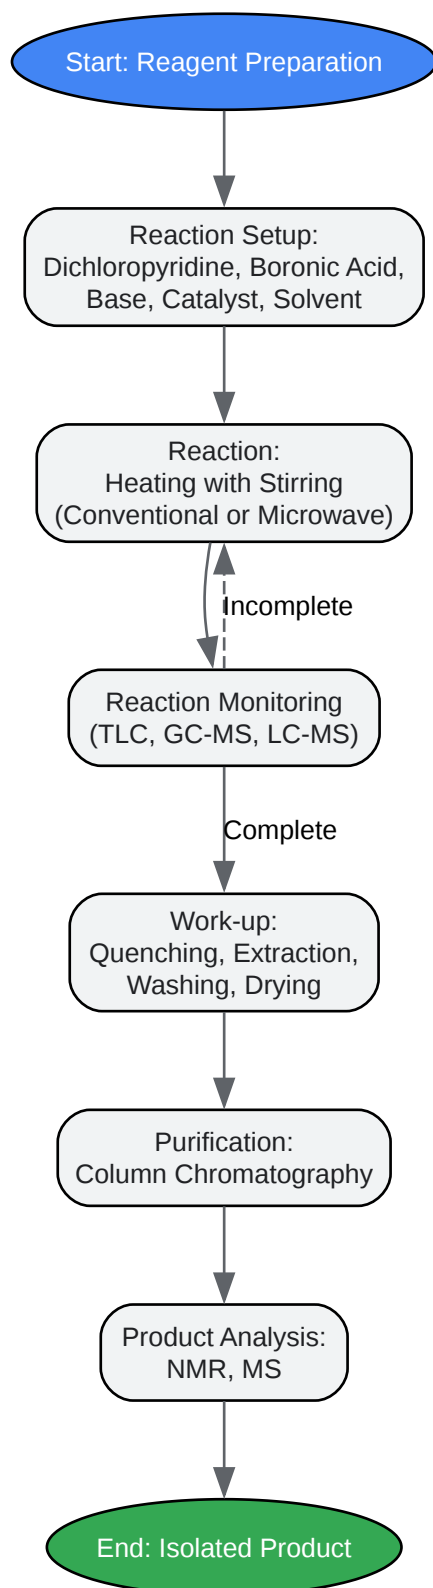 Start: Reagent Preparation
Reaction Setup:
Dichloropyridine, Boronic Acid,
Base, Catalyst, Solvent
Reaction:
Heating with Stirring
(Conventional or Microwave)
Incomplete
Reaction Monitoring
(TLC, GC-MS, LC-MS)
Complete
Work-up:
Quenching, Extraction,
Washing, Drying
Purification:
Column Chromatography
Product Analysis:
NMR, MS
End: Isolated Product